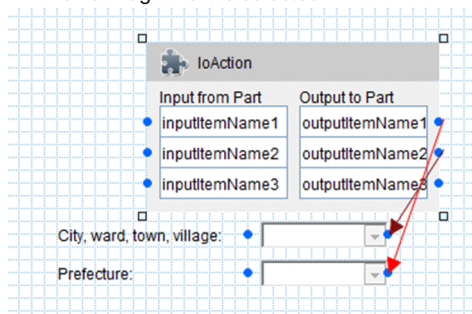 IoAction
Input from Part Output to Part
inputItemName1 outputItemName1
inputItemName2 outputItemName2
inputItemName3 outputItemName3
City, ward, town, village:
Prefecture: